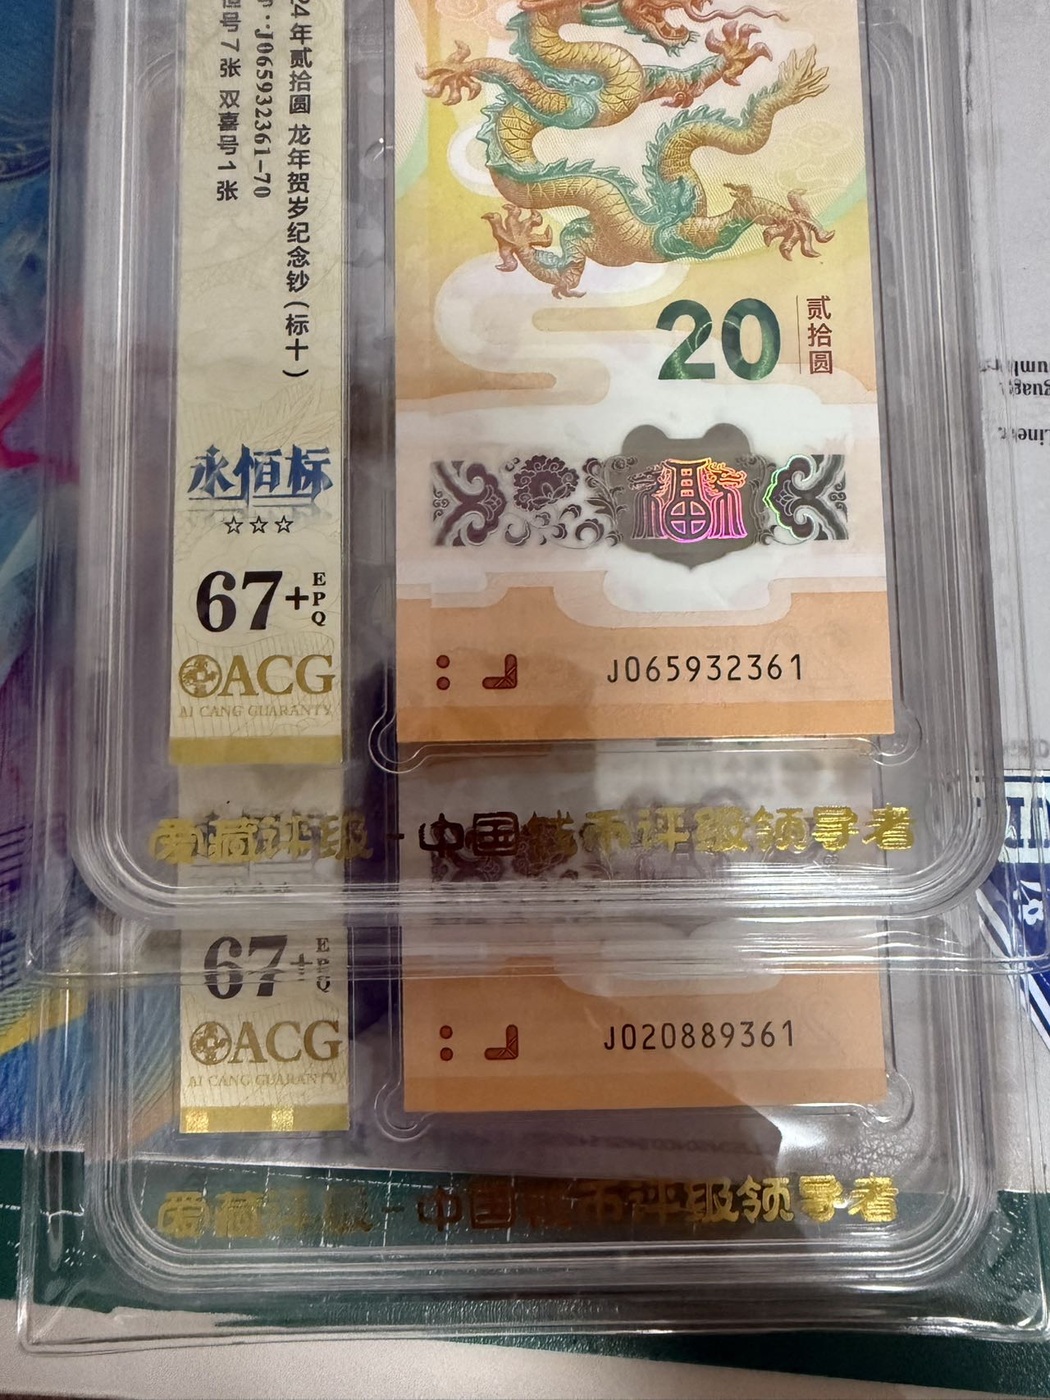 24年贰拾圆 龙年贺岁纪念钞(标十)
号:J065932361-70
号7张 双喜号1张
永恒标
☆☆☆
67+EPQ
ACG
AI CANG GUARANTY
20
贰拾圆
J065932361
爱藏评级-中国钱币评级领导者
67+EPQ
ACG
AI CANG GUARANTY
J020889361
爱藏评级-中国钱币评级领导者